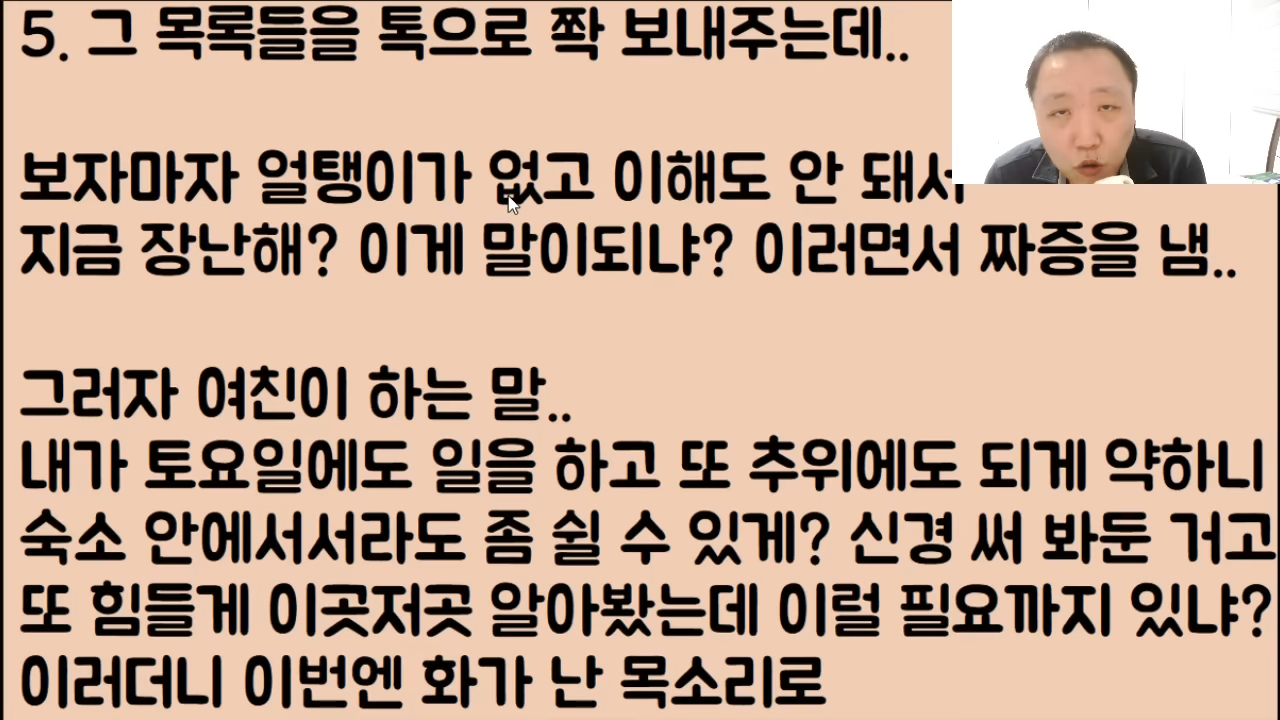 5. 그 목록들을 톡으로 쫙 보내주는데..
보자마자 얼탱이가 없고 이해도 안 돼서
지금 장난해? 이게 말이되냐? 이러면서 짜증을 냄..
그러자 여친이 하는 말..
내가 토요일에도 일을 하고 또 추위에도 되게 약하니
숙소 안에서서라도 좀 쉴 수 있게? 신경 써 봐둔 거고
또 힘들게 이곳저곳 알아봤는데 이럴 필요까지 있냐?
이러더니 이번엔 화가 난 목소리로